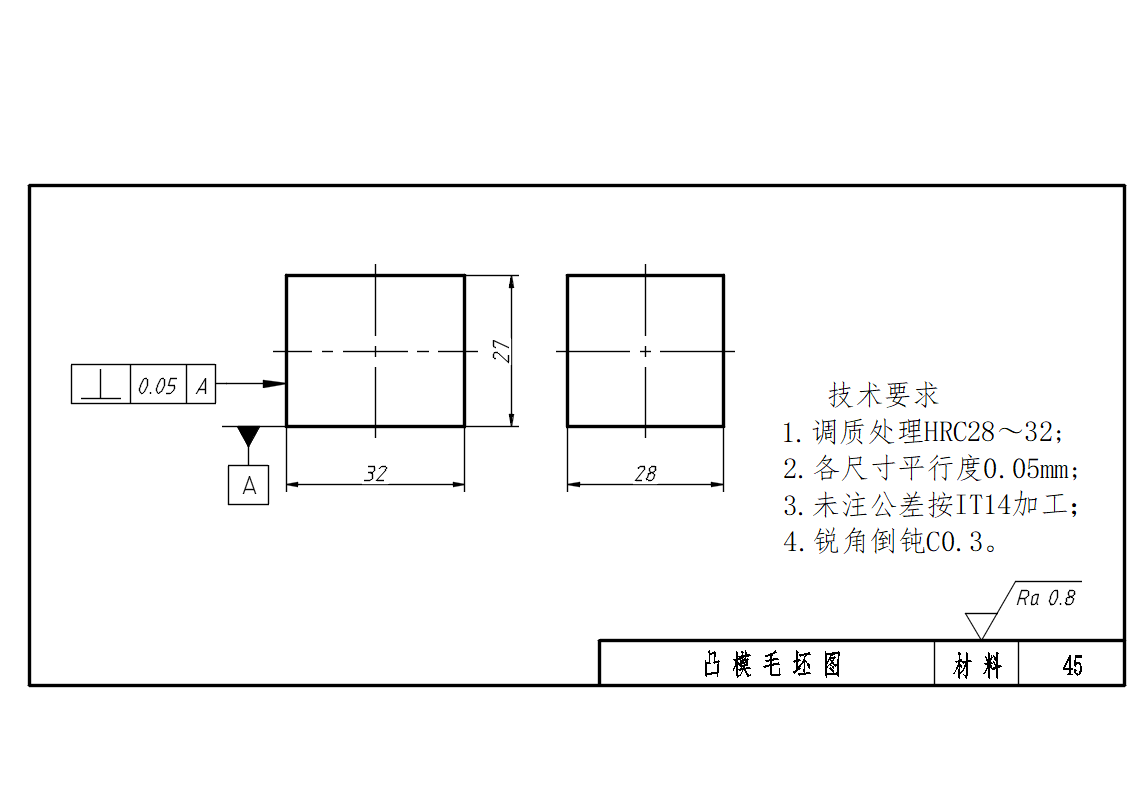 27
⊥ 0.05 A
A
32
28
技术要求
1.调质处理HRC28～32;
2.各尺寸平行度0.05mm;
3.未注公差按IT14加工;
4.锐角倒钝C0.3。
Ra 0.8
凸模毛坯图 材料 45